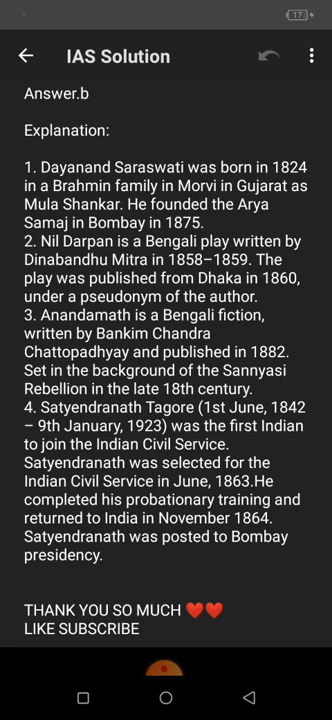 17
IAS Solution
Answer.b
Explanation:
1. Dayanand Saraswati was born in 1824
in a Brahmin family in Morvi in Gujarat as
Mula Shankar. He founded the Arya
Samaj in Bombay in 1875.
2. Nil Darpan is a Bengali play written by
Dinabandhu Mitra in 1858–1859. The
play was published from Dhaka in 1860,
under a pseudonym of the author.
3. Anandamath is a Bengali fiction,
written by Bankim Chandra
Chattopadhyay and published in 1882.
Set in the background of the Sannyasi
Rebellion in the late 18th century.
4. Satyendranath Tagore (1st June, 1842
– 9th January, 1923) was the first Indian
to join the Indian Civil Service.
Satyendranath was selected for the
Indian Civil Service in June, 1863.He
completed his probationary training and
returned to India in November 1864.
Satyendranath was posted to Bombay
presidency.
THANK YOU SO MUCH ❤️❤️
LIKE SUBSCRIBE